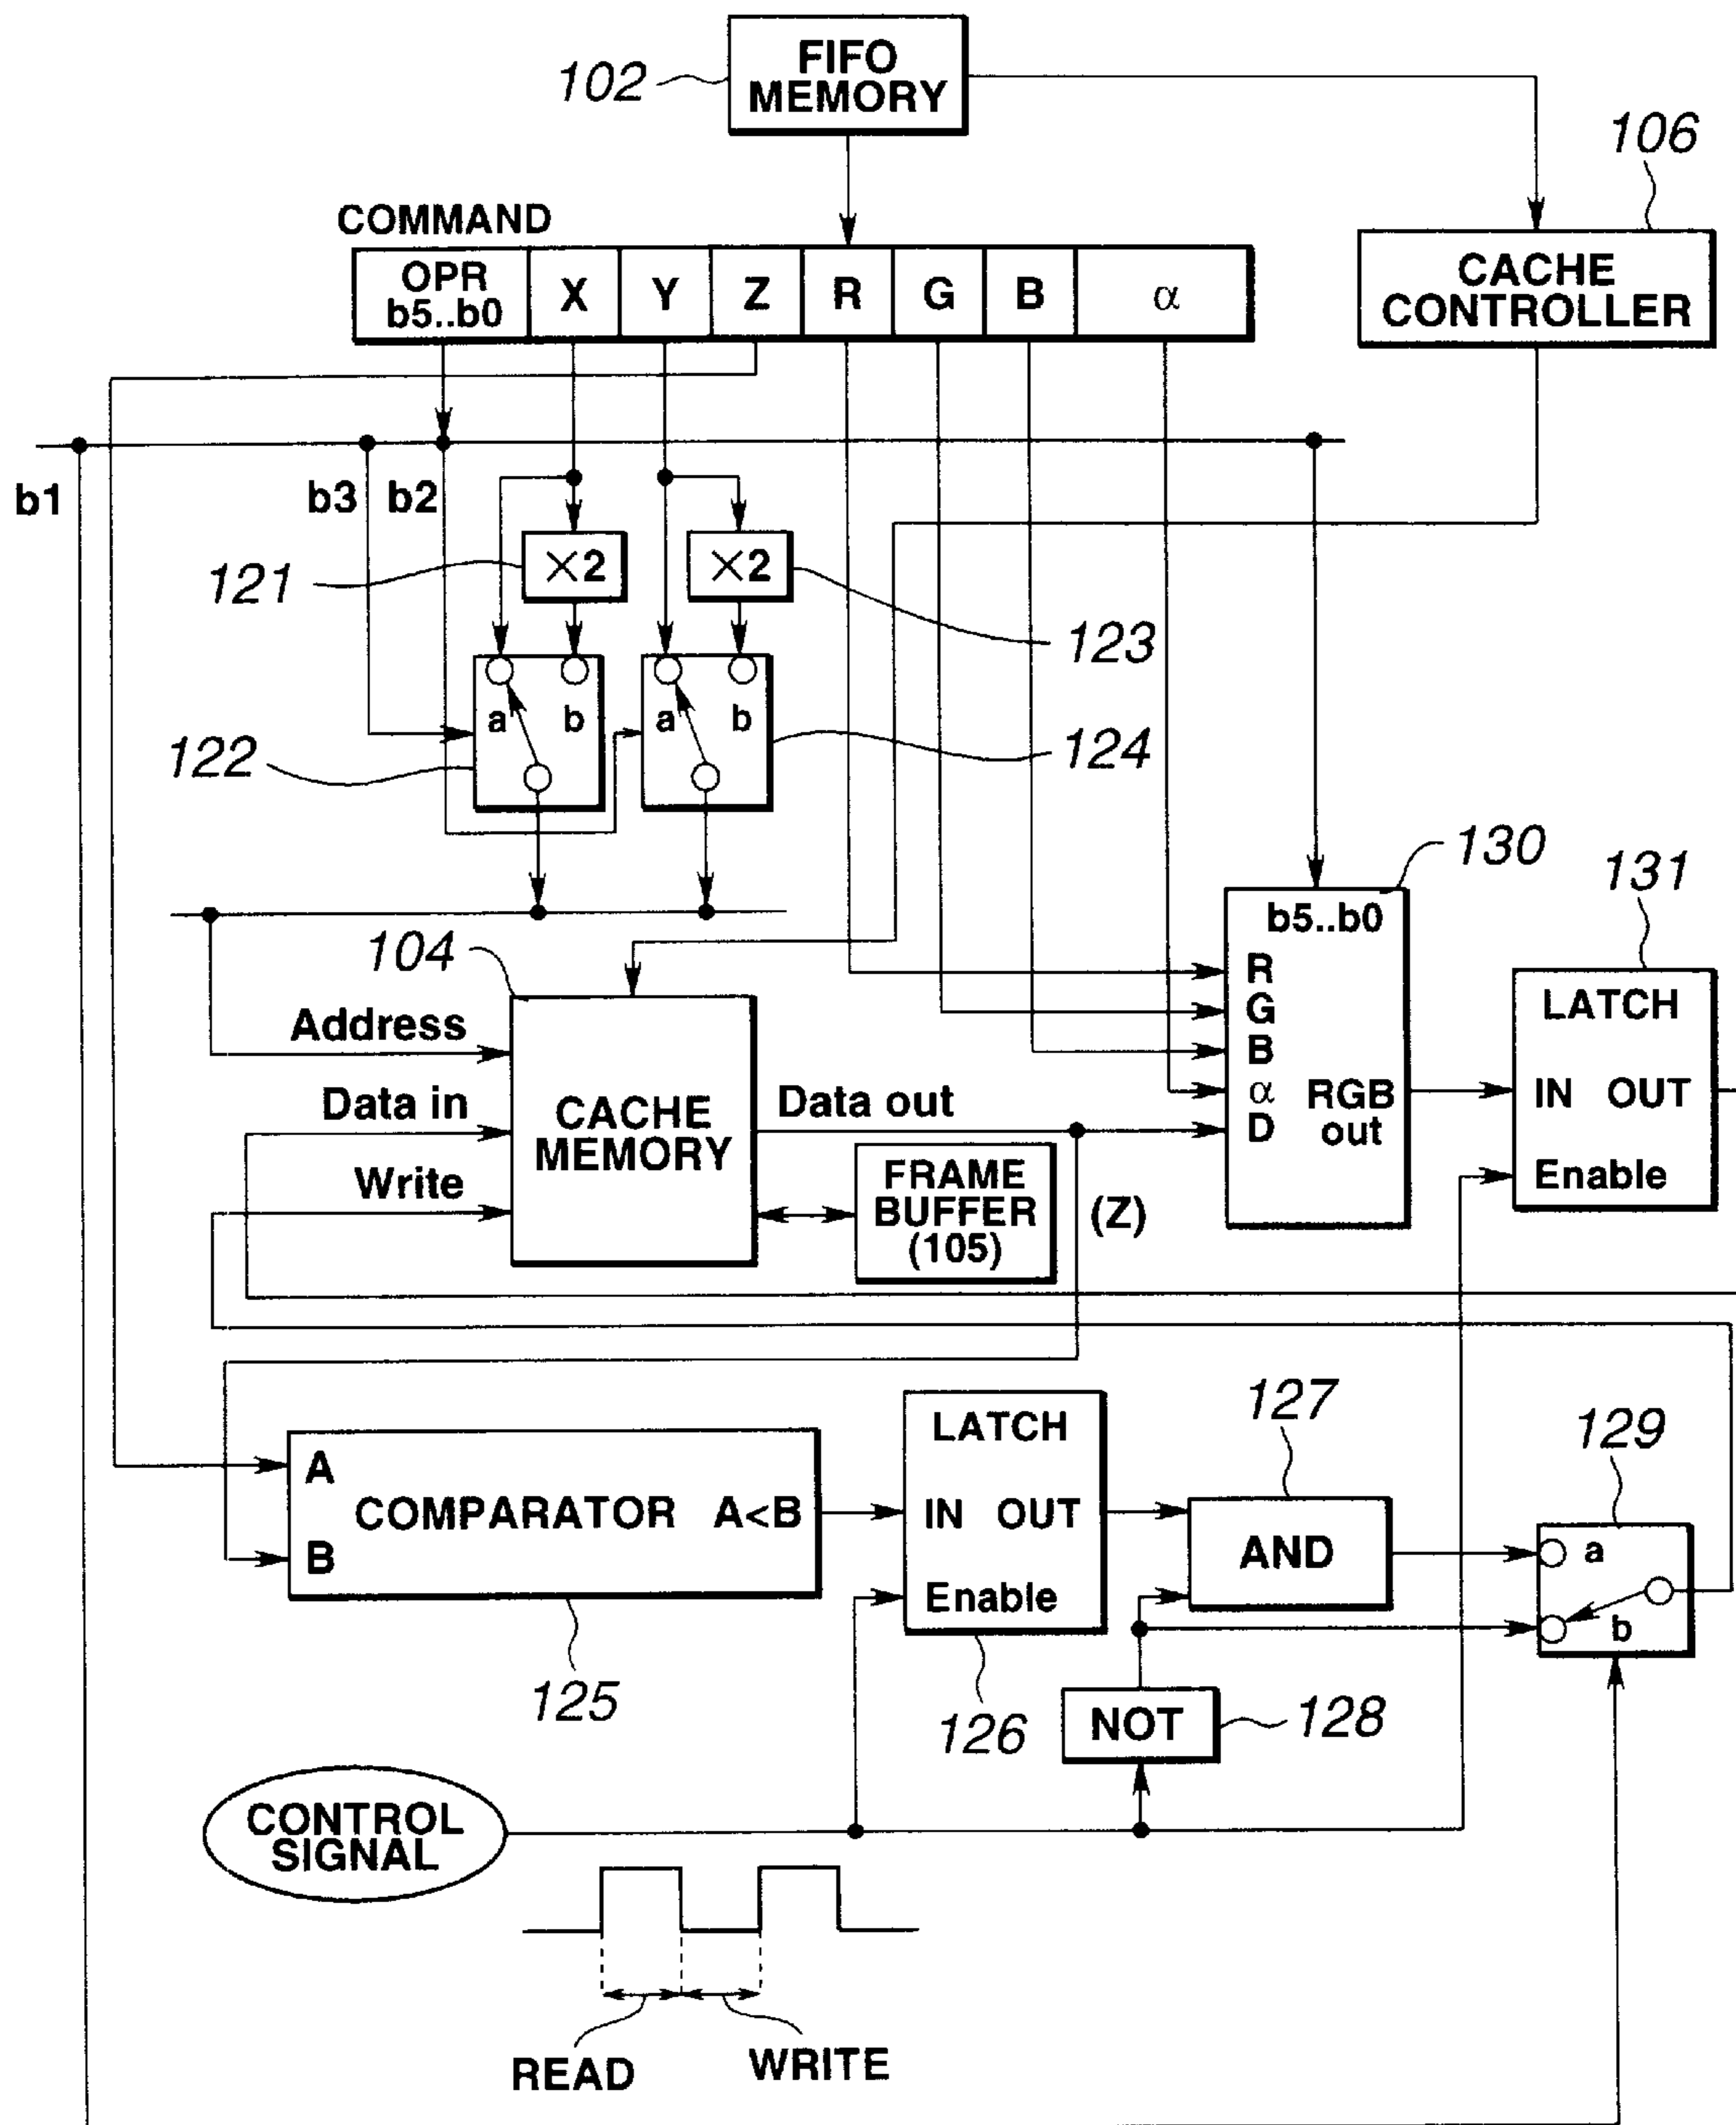 FIFO
MEMORY
102
106
COMMAND
OPR
b5..b0
X
Y
Z
R
G
B
α
CACHE
CONTROLLER
b1
b3
b2
121
×2
×2
123
a
b
a
b
122
124
130
131
b5..b0
104
R
G
B
α
D
RGB
out
LATCH
IN
OUT
Enable
Address
Data in
Write
CACHE
MEMORY
Data out
FRAME
BUFFER
(105)
(Z)
127
129
A
B
COMPARATOR
A<B
LATCH
IN
OUT
Enable
AND
a
b
125
126
NOT
128
CONTROL
SIGNAL
READ
WRITE